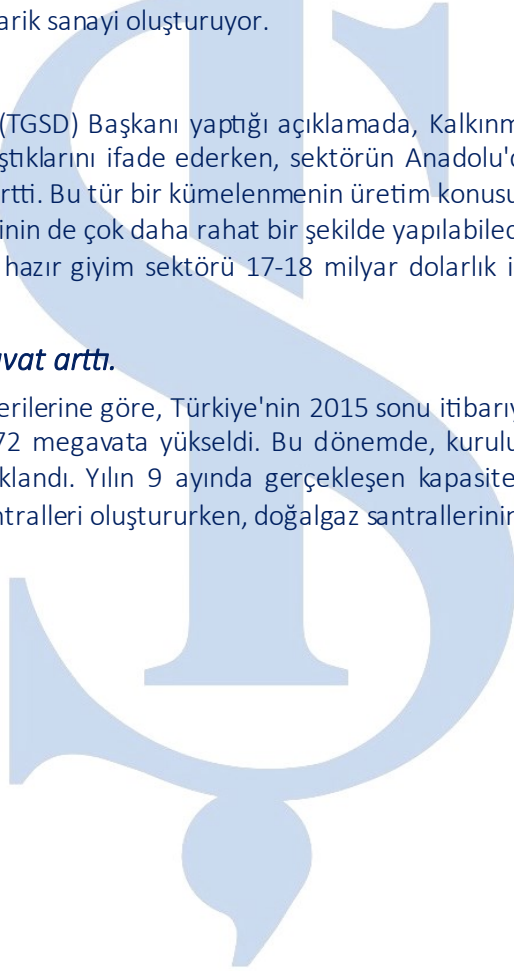 arik sanayi oluşturuyor.
(TGSD) Başkanı yaptığı açıklamada, Kalkınm
ştıklarını ifade ederken, sektörün Anadolu'd
rtti. Bu tür bir kümelenmenin üretim konusu
inin de çok daha rahat bir şekilde yapılabilec
hazır giyim sektörü 17-18 milyar dolarlık i
vat arttı.
erilerine göre, Türkiye'nin 2015 sonu itibarıy
72 megavata yükseldi. Bu dönemde, kurulu
klandı. Yılın 9 ayında gerçekleşen kapasite
ntralleri oluştururken, doğalgaz santrallerinin